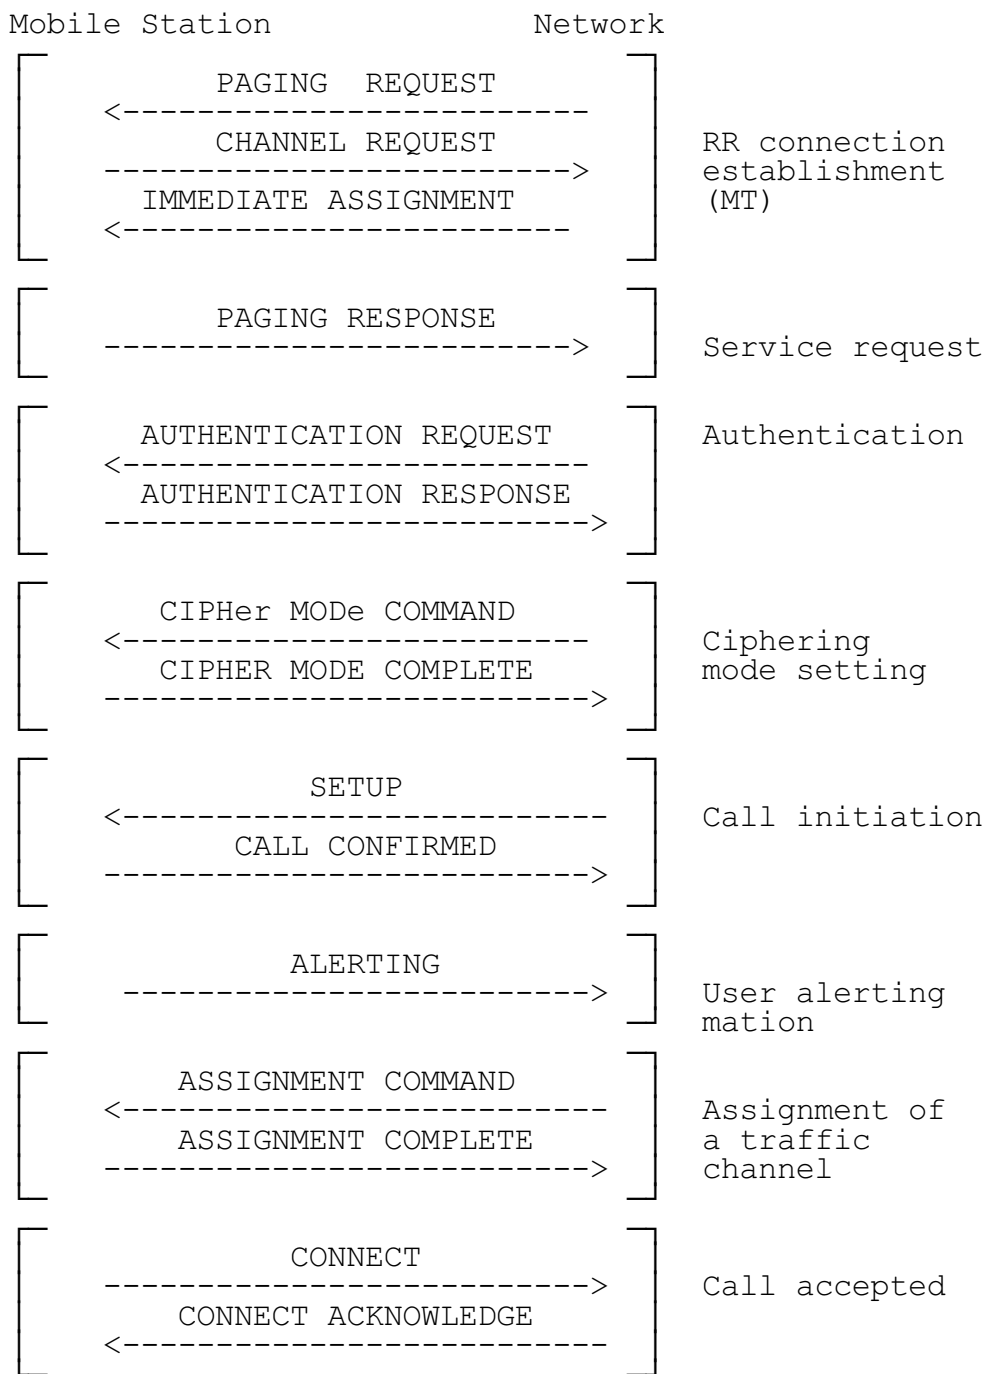 Mobile Station Network
PAGING REQUEST
<-------------------------
CHANNEL REQUEST RR connection
-------------------------> establishment
IMMEDIATE ASSIGNMENT (MT)
<------------------------
PAGING RESPONSE
-------------------------> Service request
AUTHENTICATION REQUEST Authentication
<-------------------------
AUTHENTICATION RESPONSE
-------------------------->
CIPHer MODe COMMAND
<------------------------- Ciphering
CIPHER MODE COMPLETE mode setting
-------------------------->
SETUP
<-------------------------- Call initiation
CALL CONFIRMED
-------------------------->
ALERTING
-------------------------> User alerting
mation
ASSIGNMENT COMMAND
<-------------------------- Assignment of
ASSIGNMENT COMPLETE a traffic
--------------------------> channel
CONNECT
--------------------------> Call accepted
CONNECT ACKNOWLEDGE
<--------------------------